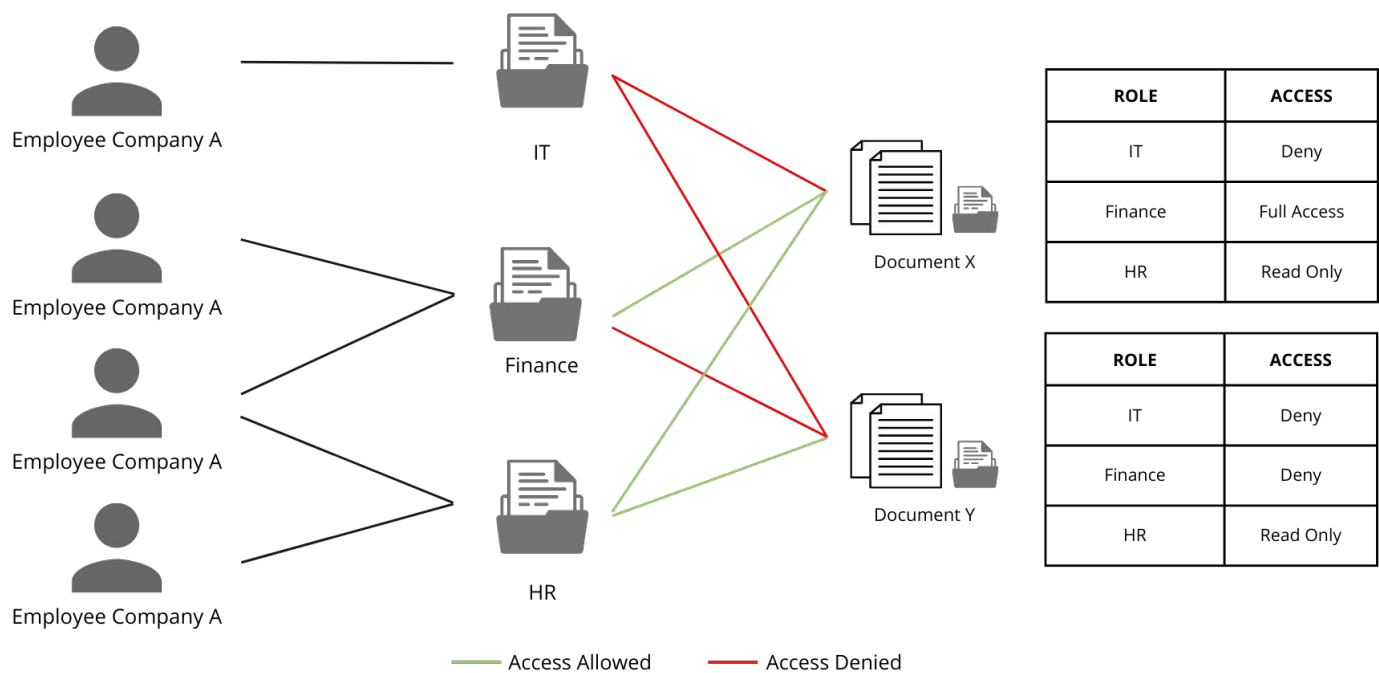 Employee Company A
Employee Company A
Employee Company A
Employee Company A
IT
Finance
HR
Document X
Document Y
ROLE ACCESS
IT Deny
Finance Full Access
HR Read Only
ROLE ACCESS
IT Deny
Finance Deny
HR Read Only
Access Allowed Access Denied